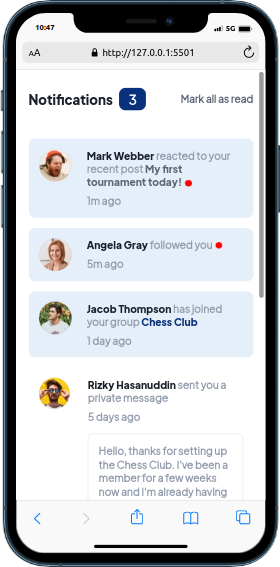 10:47 5G
AA http://127.0.0.1:5501
Notifications 3 Mark all as read
Mark Webber reacted to your
recent post My first
tournament today!
1m ago
Angela Gray followed you
5m ago
Jacob Thompson has joined
your group Chess Club
1 day ago
Rizky Hasanuddin sent you a
private message
5 days ago
Hello, thanks for setting up
the Chess Club. I've been a
member for a few weeks
now and I'm already having